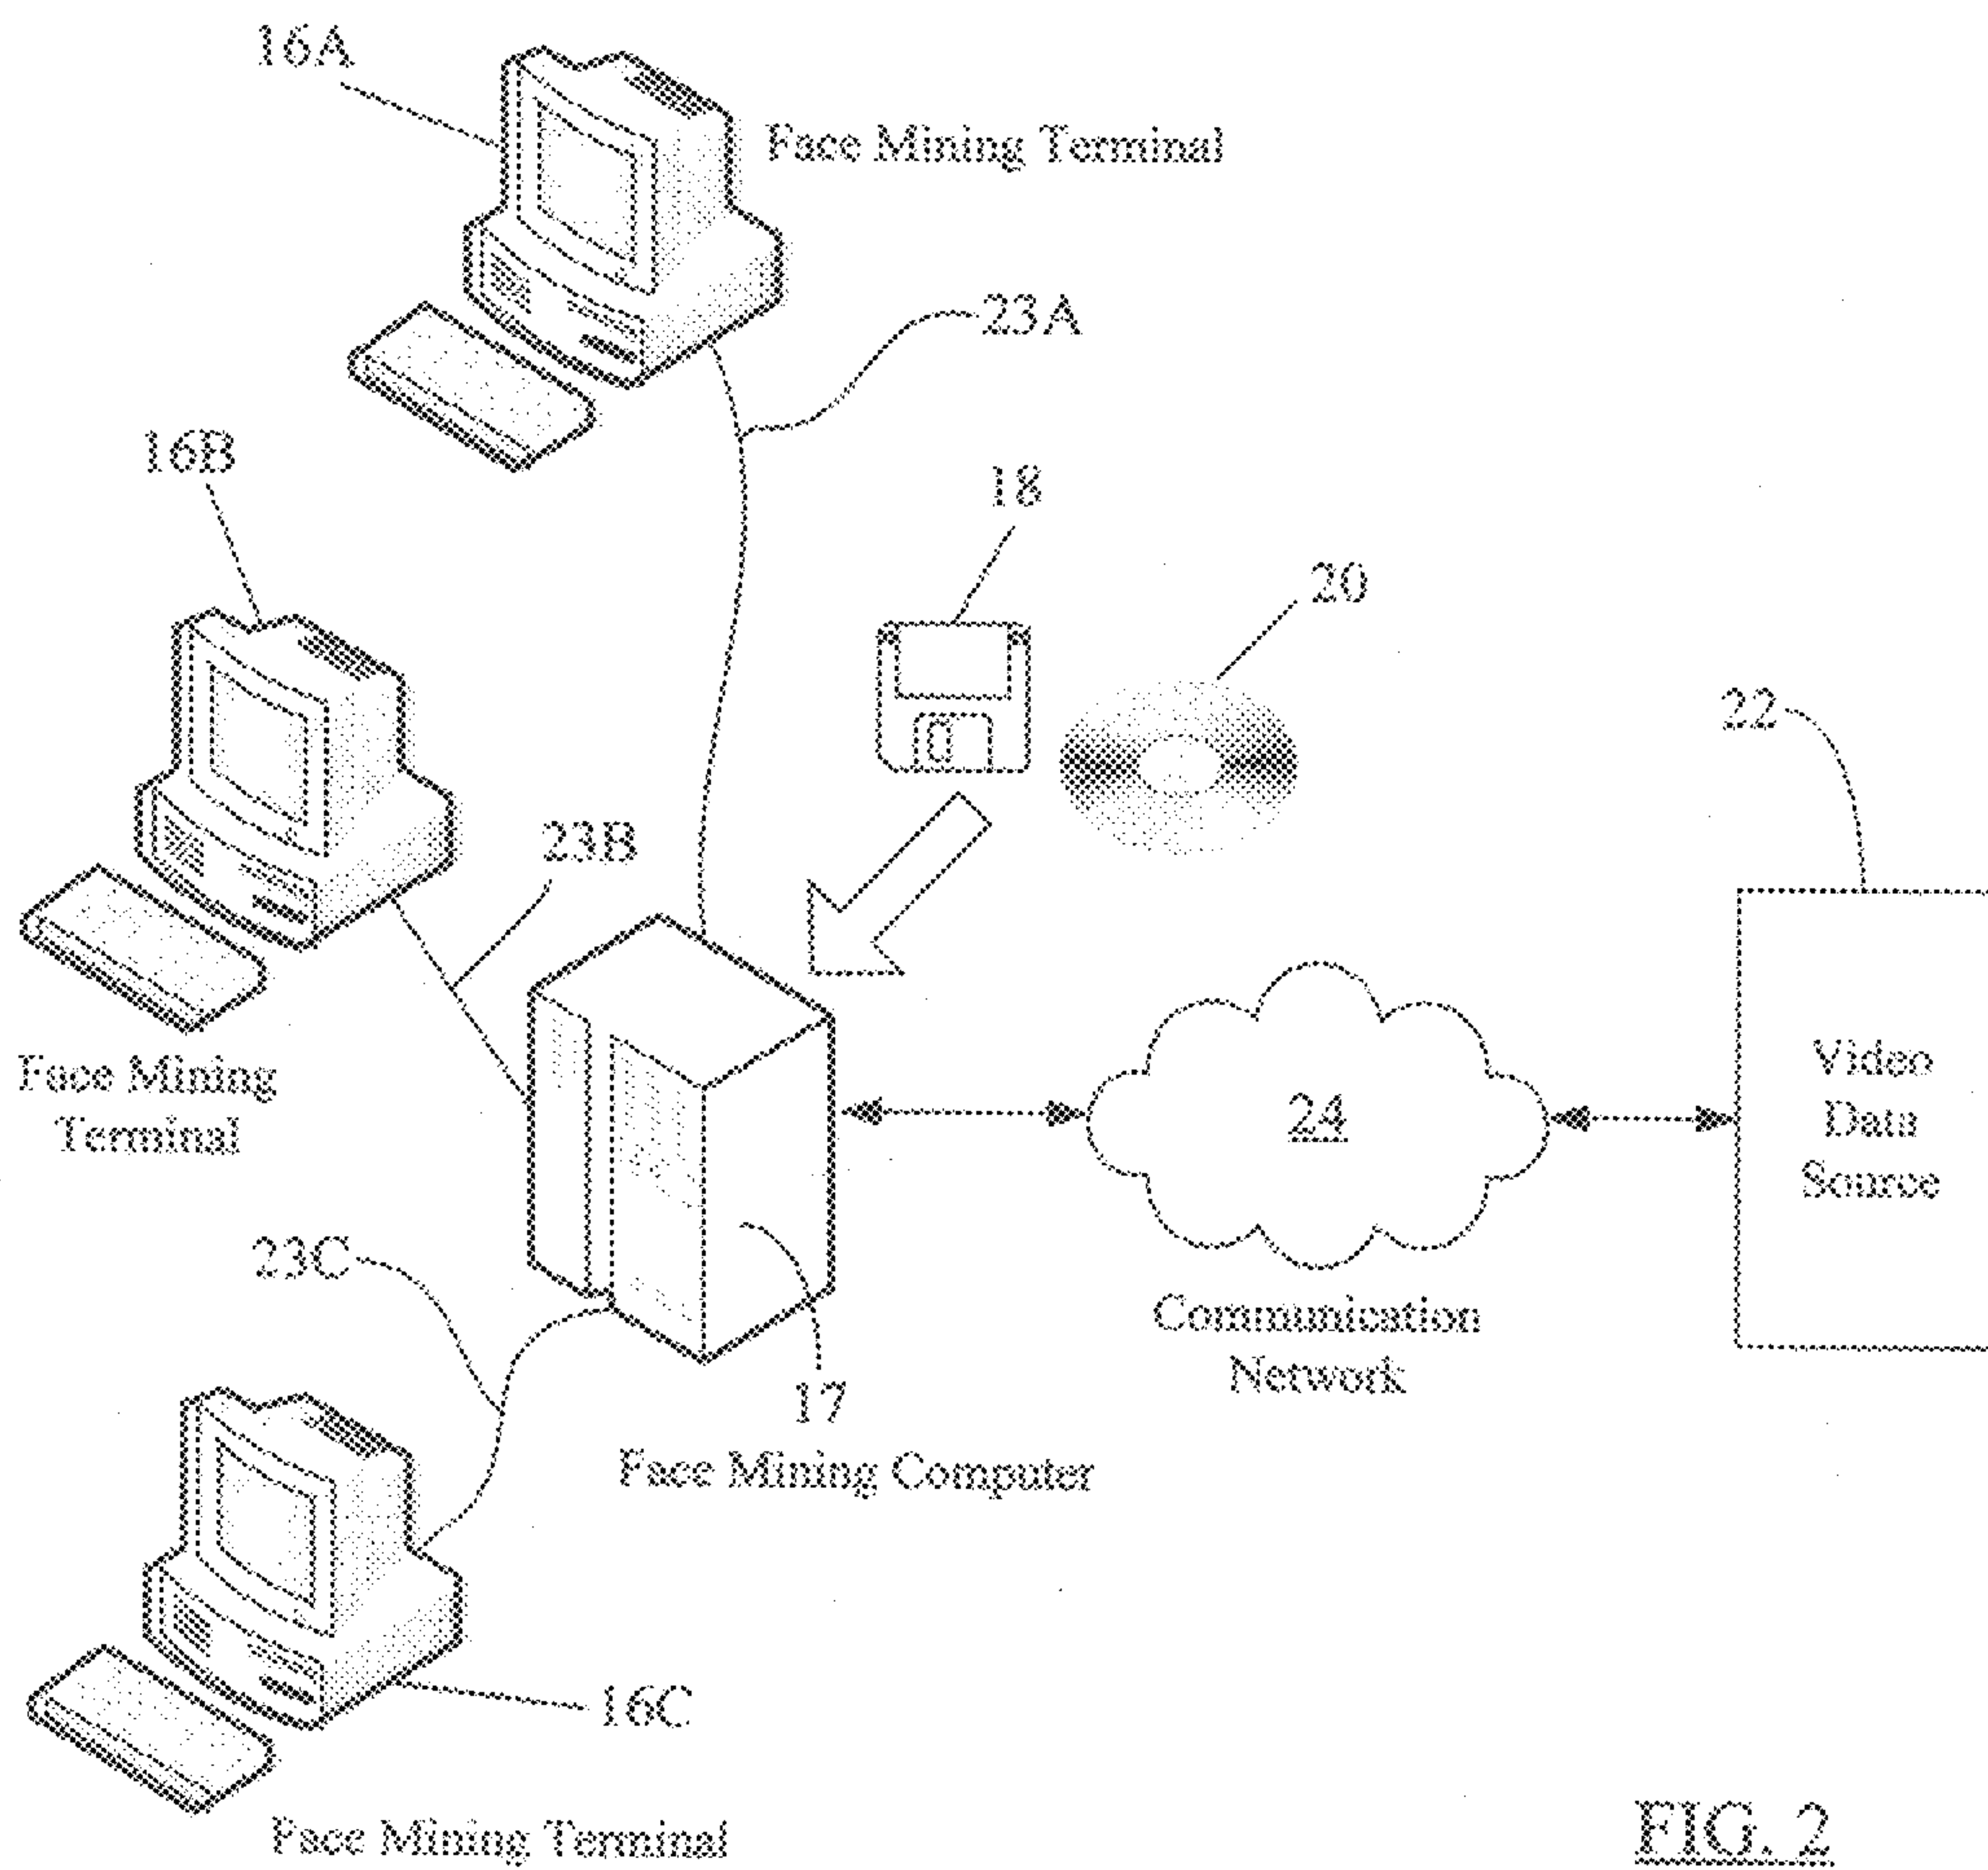 16A
Face Mining Terminal
23A
16B
18
20
22
23B
Face Mining
Terminal
24
Video
Data
Source
23C
Communication
Network
17
Face Mining Computer
16C
Face Mining Terminal
FIG. 2